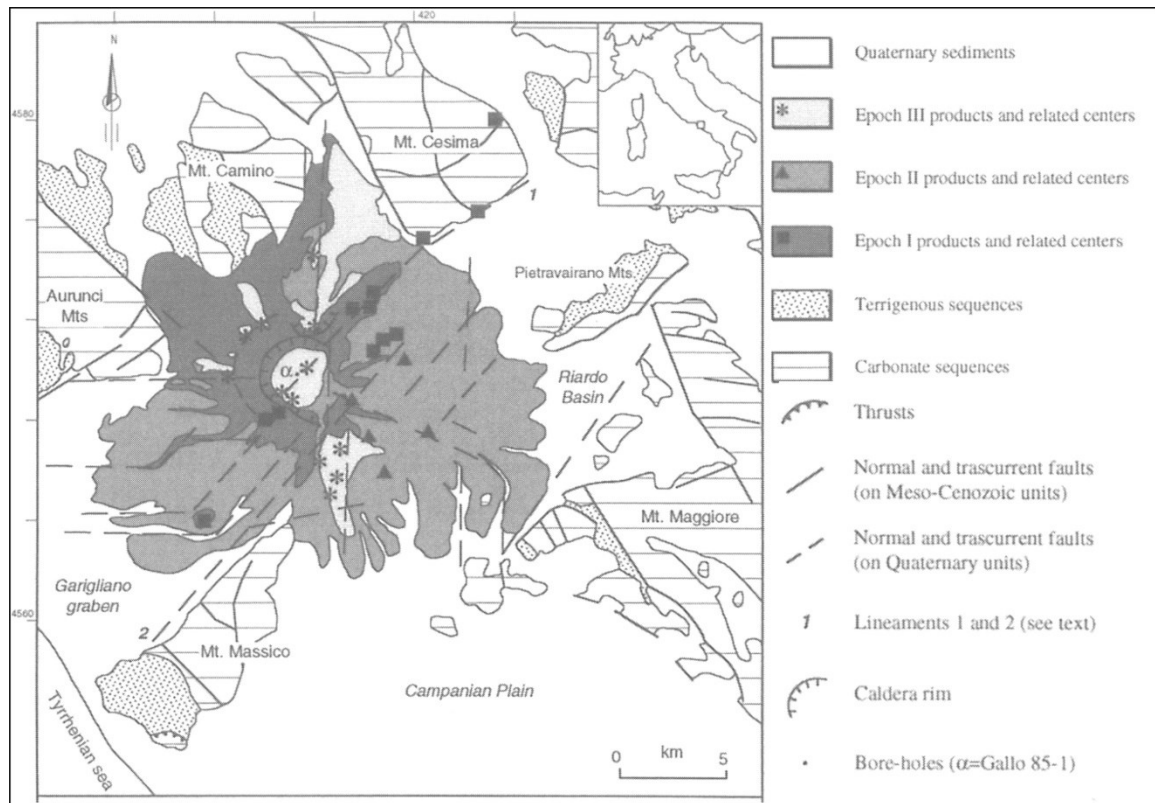 420
N
4580
Mt. Cesima
Mt. Camino
1
Pietravairano Mts.
Aurunci
Mts
α
Riardo
Basin
Mt. Maggiore
Garigliano
graben
4560
2
Mt. Massico
Campanian Plain
Tyrrhenian sea
km
0 5
Quaternary sediments
Epoch III products and related centers
Epoch II products and related centers
Epoch I products and related centers
Terrigenous sequences
Carbonate sequences
Thrusts
Normal and trascurrent faults
(on Meso-Cenozoic units)
Normal and trascurrent faults
(on Quaternary units)
1 Lineaments 1 and 2 (see text)
Caldera rim
Bore-holes (α=Gallo 85-1)